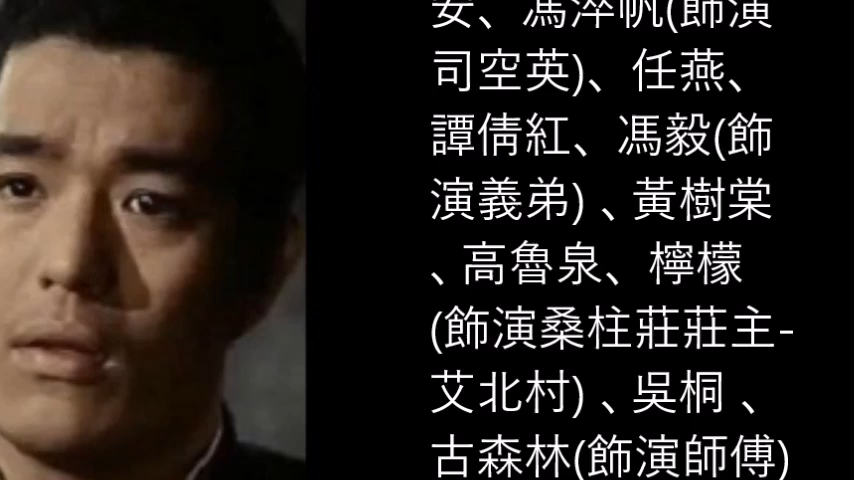 安、馮淬帆(飾演
司空英)、任燕、
譚倩紅、馮毅(飾
演義弟) 、黃樹棠
、高魯泉、檸檬
(飾演桑柱莊莊主-
艾北村) 、吳桐 、
古森林(飾演師傅)